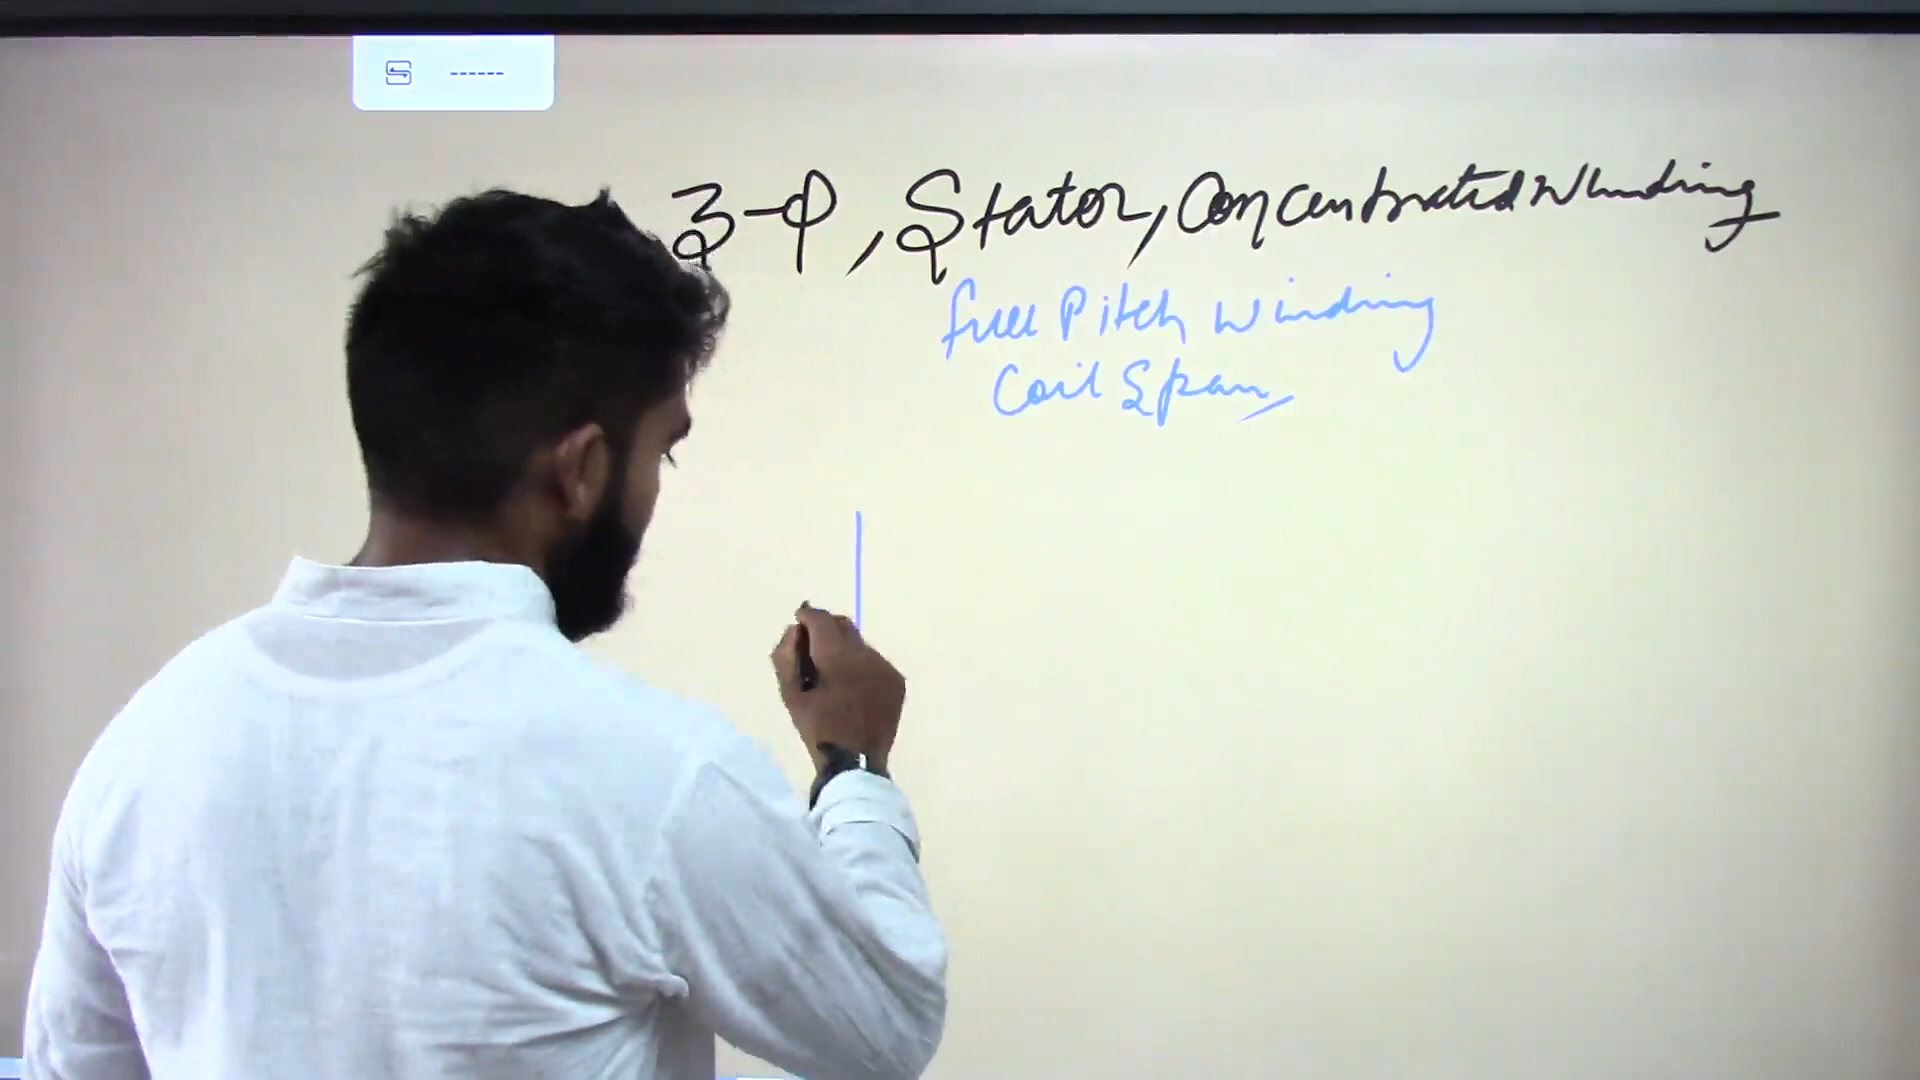 3-φ, Stator, Concentrated Winding
full Pitch Winding
Coil Span